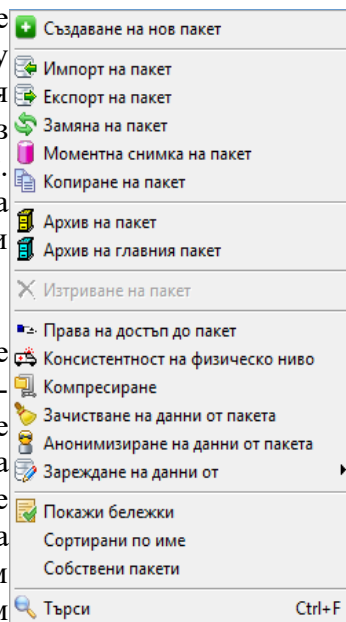 Създаване на нов пакет
Импорт на пакет
Експорт на пакет
Замяна на пакет
Моментна снимка на пакет
Копиране на пакет
Архив на пакет
Архив на главния пакет
Изтриване на пакет
Права на достъп до пакет
Консистентност на физическо ниво
Компресиране
Зачистване на данни от пакета
Анонимизиране на данни от пакета
Зареждане на данни от
Покажи бележки
Сортирани по име
Собствени пакети
Търси Ctrl+F